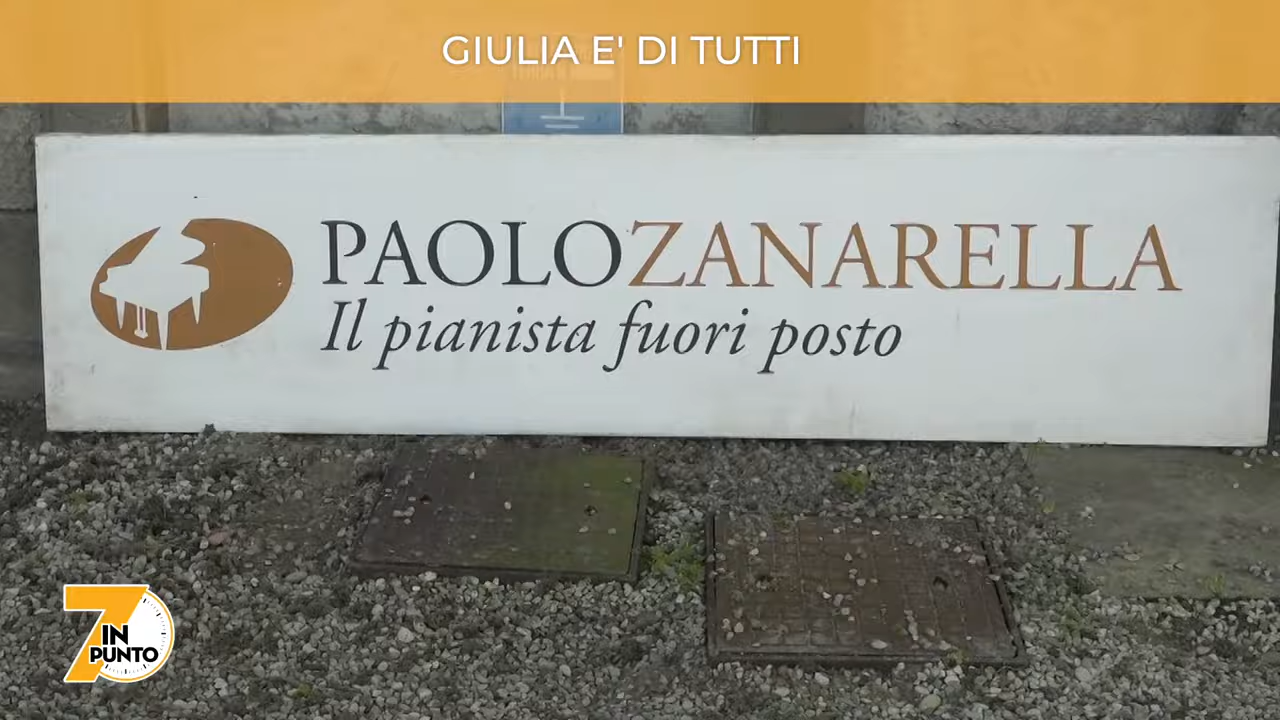 GIULIA E' DI TUTTI
PAOLOZANARELLA
Il pianista fuori posto
7 IN
PUNTO